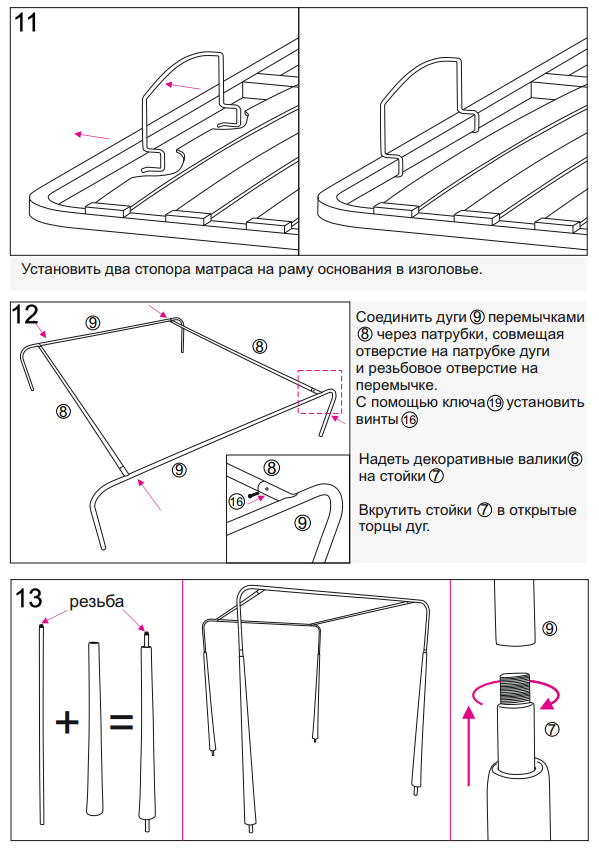 11
Установить два стопора матраса на раму основания в изголовье.
12
9
8
8
9
8
16
9
Соединить дуги 9 перемычками
8 через патрубки, совмещая
отверстие на патрубке дуги
и резьбовое отверстие на
перемычке.
С помощью ключа 19 установить
винты 16
Надеть декоративные валики 6
на стойки 7
Вкрутить стойки 7 в открытые
торцы дуг.
13
резьба
+
=
9
7